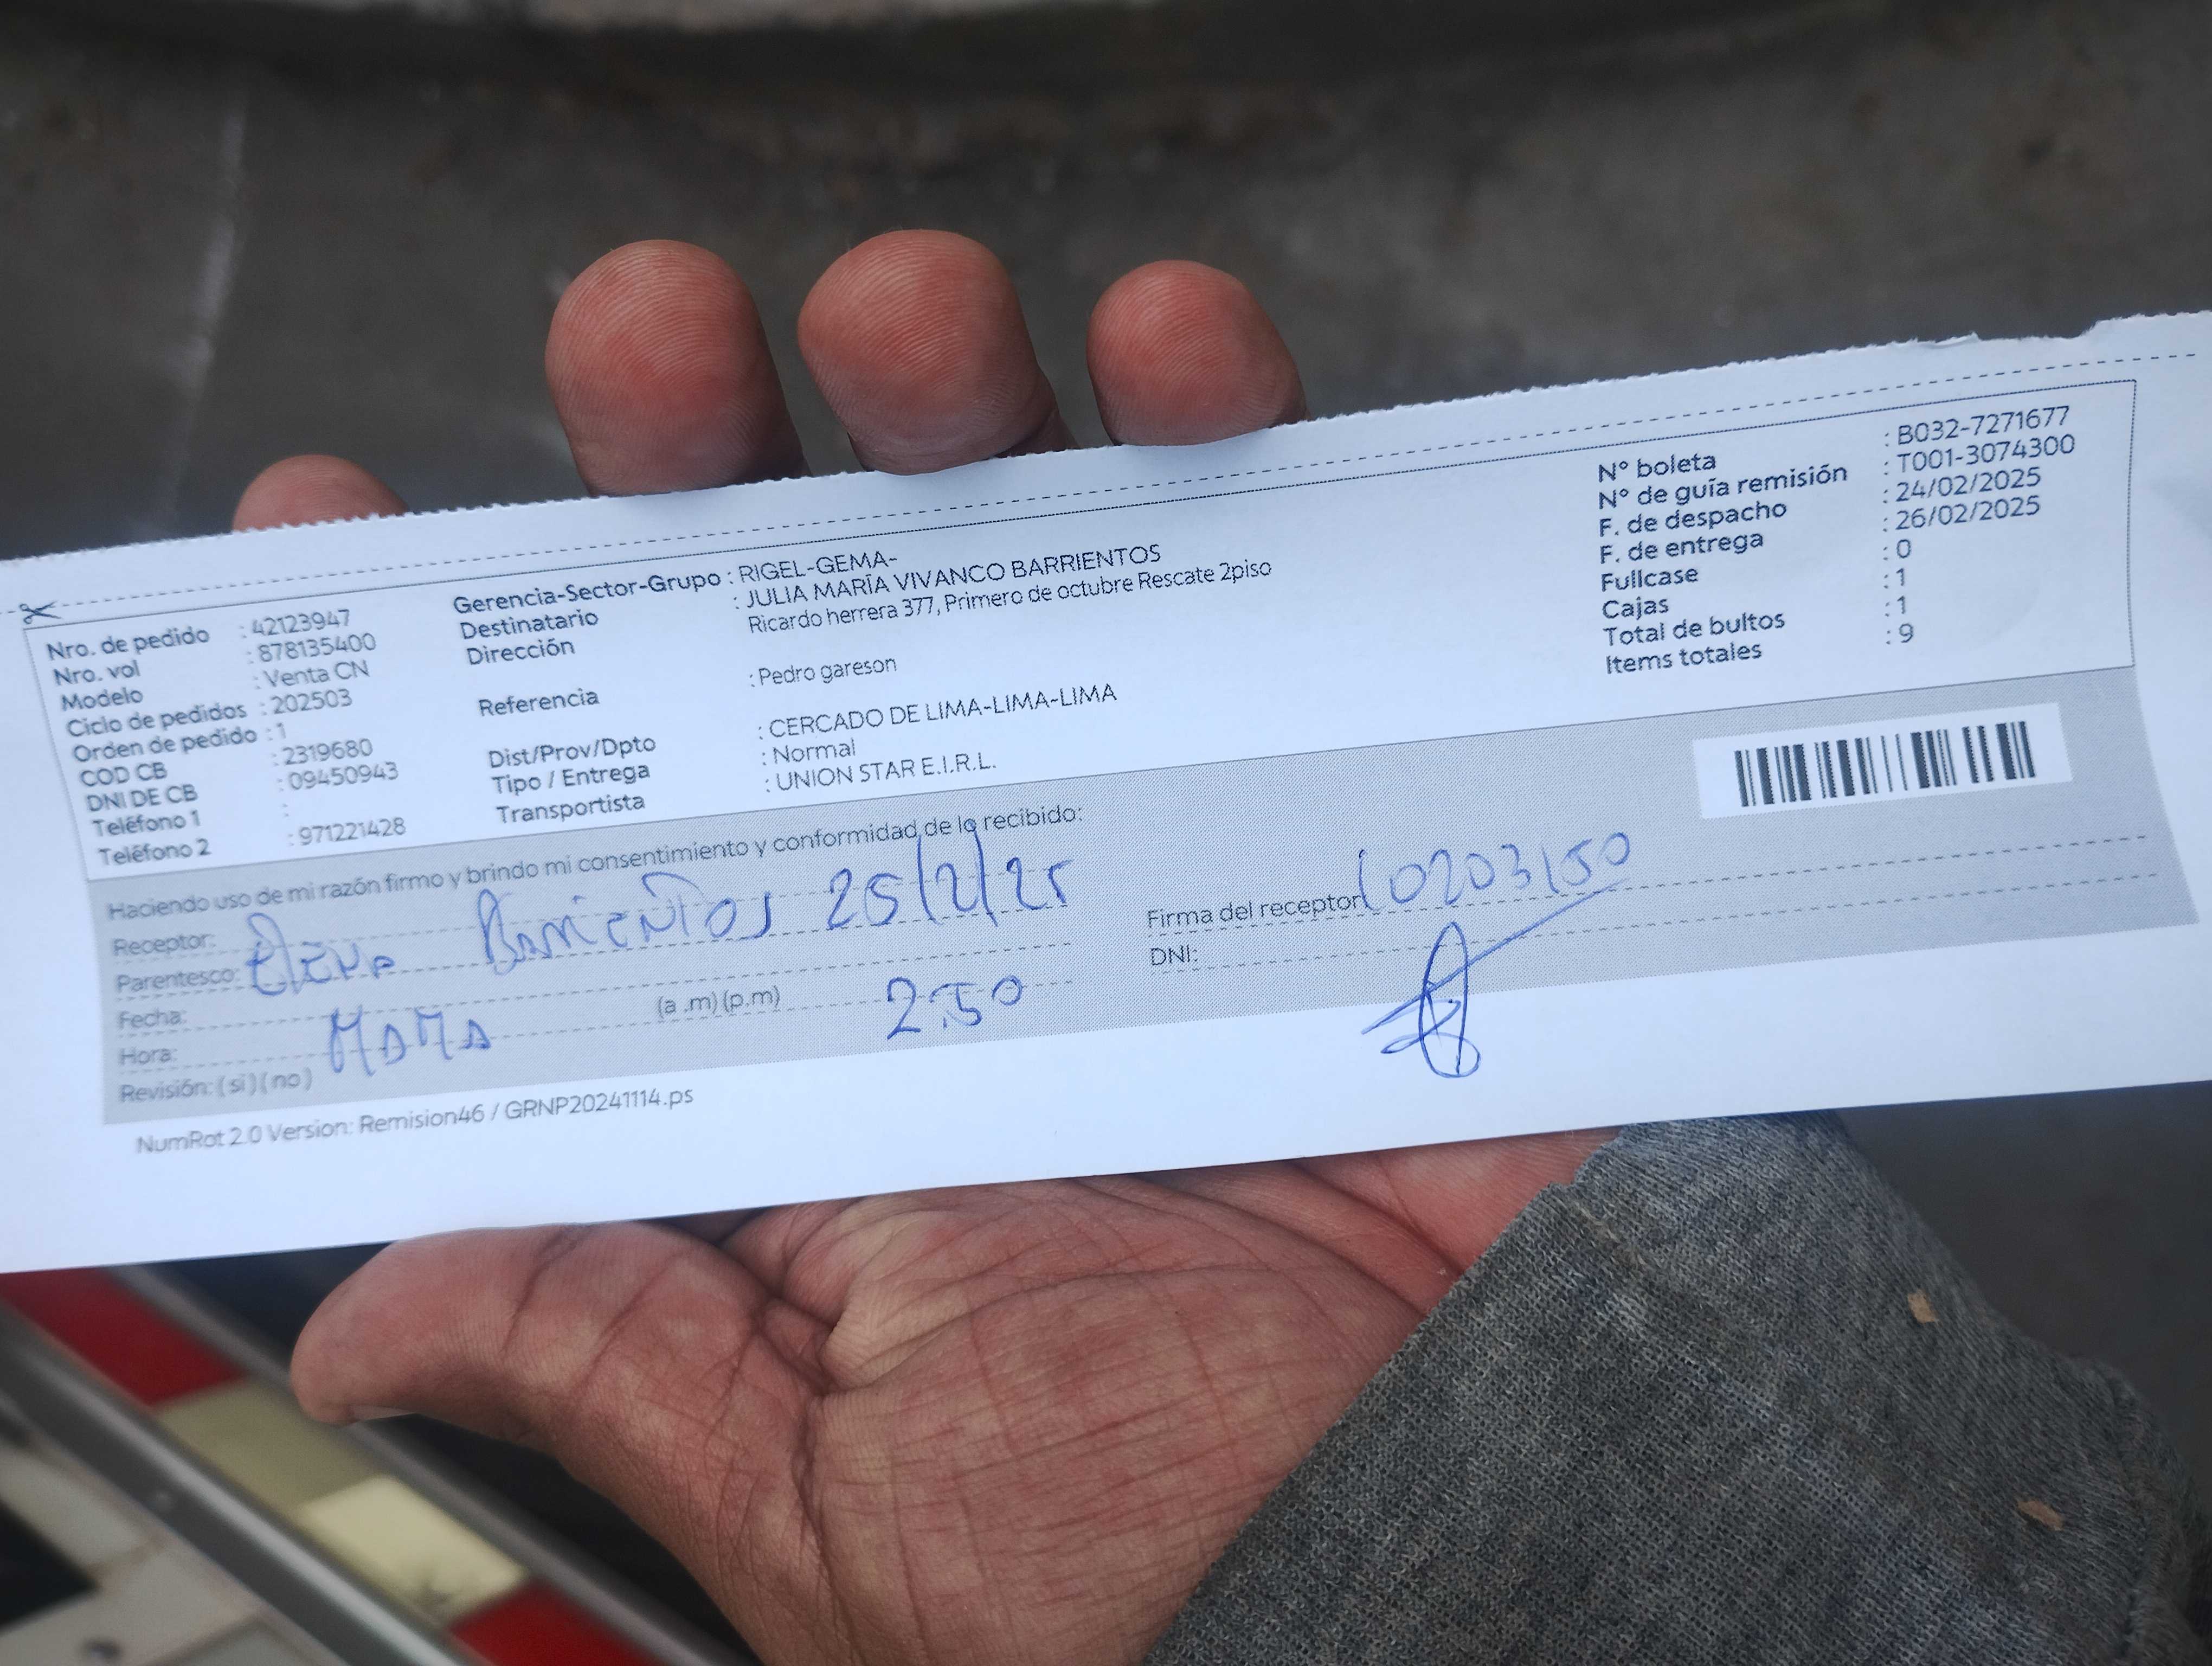 Nro. de pedido : 42123947
Nro. vol : 878135400
Modelo : Venta CN
Ciclo de pedidos : 202503
Orden de pedido : 1
COD CB : 2319680
DNI DE CB : 09450943
Teléfono 1 :
Teléfono 2 : 971221428
Gerencia-Sector-Grupo : RIGEL-GEMA-
Destinatario : JULIA MARÍA VIVANCO BARRIENTOS
Dirección Ricardo herrera 377, Primero de octubre Rescate 2piso
Referencia : Pedro gareson
Dist/Prov/Dpto : CERCADO DE LIMA-LIMA-LIMA
Tipo / Entrega : Normal
Transportista : UNION STAR E.I.R.L.
N° boleta : B032-7271677
N° de guía remisión : T001-3074300
F. de despacho : 24/02/2025
F. de entrega : 26/02/2025
Fullcase : 0
Cajas : 1
Total de bultos : 1
Items totales : 9
Haciendo uso de mi razón firmo y brindo mi consentimiento y conformidad de lo recibido:
Receptor:
Parentesco: Barrientos 25/2/25
Fecha:
Hora: MAMA (a .m) (p.m) 2:50
Revisión: (si) (no)
Firma del receptor 10203150
DNI:
NumRot 2.0 Version: Remision46 / GRNP20241114.ps